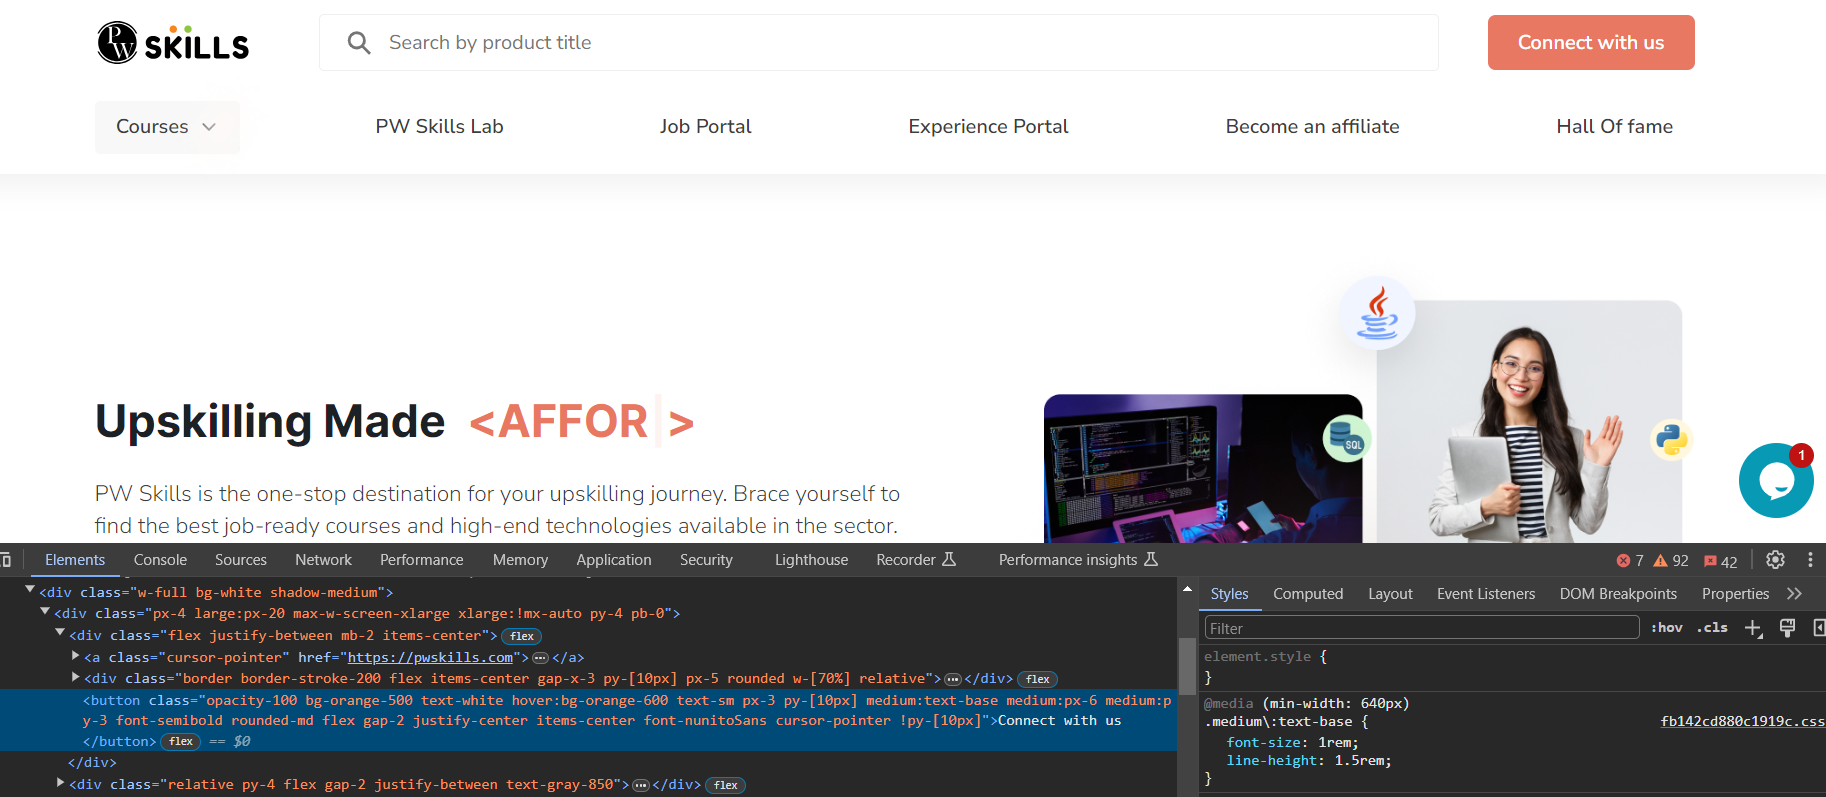 PW SKILLS
Search by product title
Connect with us
Courses
PW Skills Lab
Job Portal
Experience Portal
Become an affiliate
Hall Of fame
Upskilling Made <AFFOR >
PW Skills is the one-stop destination for your upskilling journey. Brace yourself to
find the best job-ready courses and high-end technologies available in the sector.
SQL
1
Elements Console Sources Network Performance Memory Application Security Lighthouse Recorder Performance insights 7 92 42
<div class="w-full bg-white shadow-medium">
<div class="px-4 large:px-20 max-w-screen-xlarge xlarge:!mx-auto py-4 pb-0">
<div class="flex justify-between mb-2 items-center"> flex
<a class="cursor-pointer" href="https://pwskills.com">…</a>
<div class="border border-stroke-200 flex items-center gap-x-3 py-[10px] px-5 rounded w-[70%] relative">…</div> flex
<button class="opacity-100 bg-orange-500 text-white hover:bg-orange-600 text-sm px-3 py-[10px] medium:text-base medium:px-6 medium:p
y-3 font-semibold rounded-md flex gap-2 justify-center items-center font-nunitoSans cursor-pointer !py-[10px]">Connect with us
</button> flex == $0
</div>
<div class="relative py-4 flex gap-2 justify-between text-gray-850">…</div> flex
Styles Computed Layout Event Listeners DOM Breakpoints Properties
Filter :hov .cls
element.style {
}
@media (min-width: 640px)
.medium\:text-base { fb142cd880c1919c.css
font-size: 1rem;
line-height: 1.5rem;
}